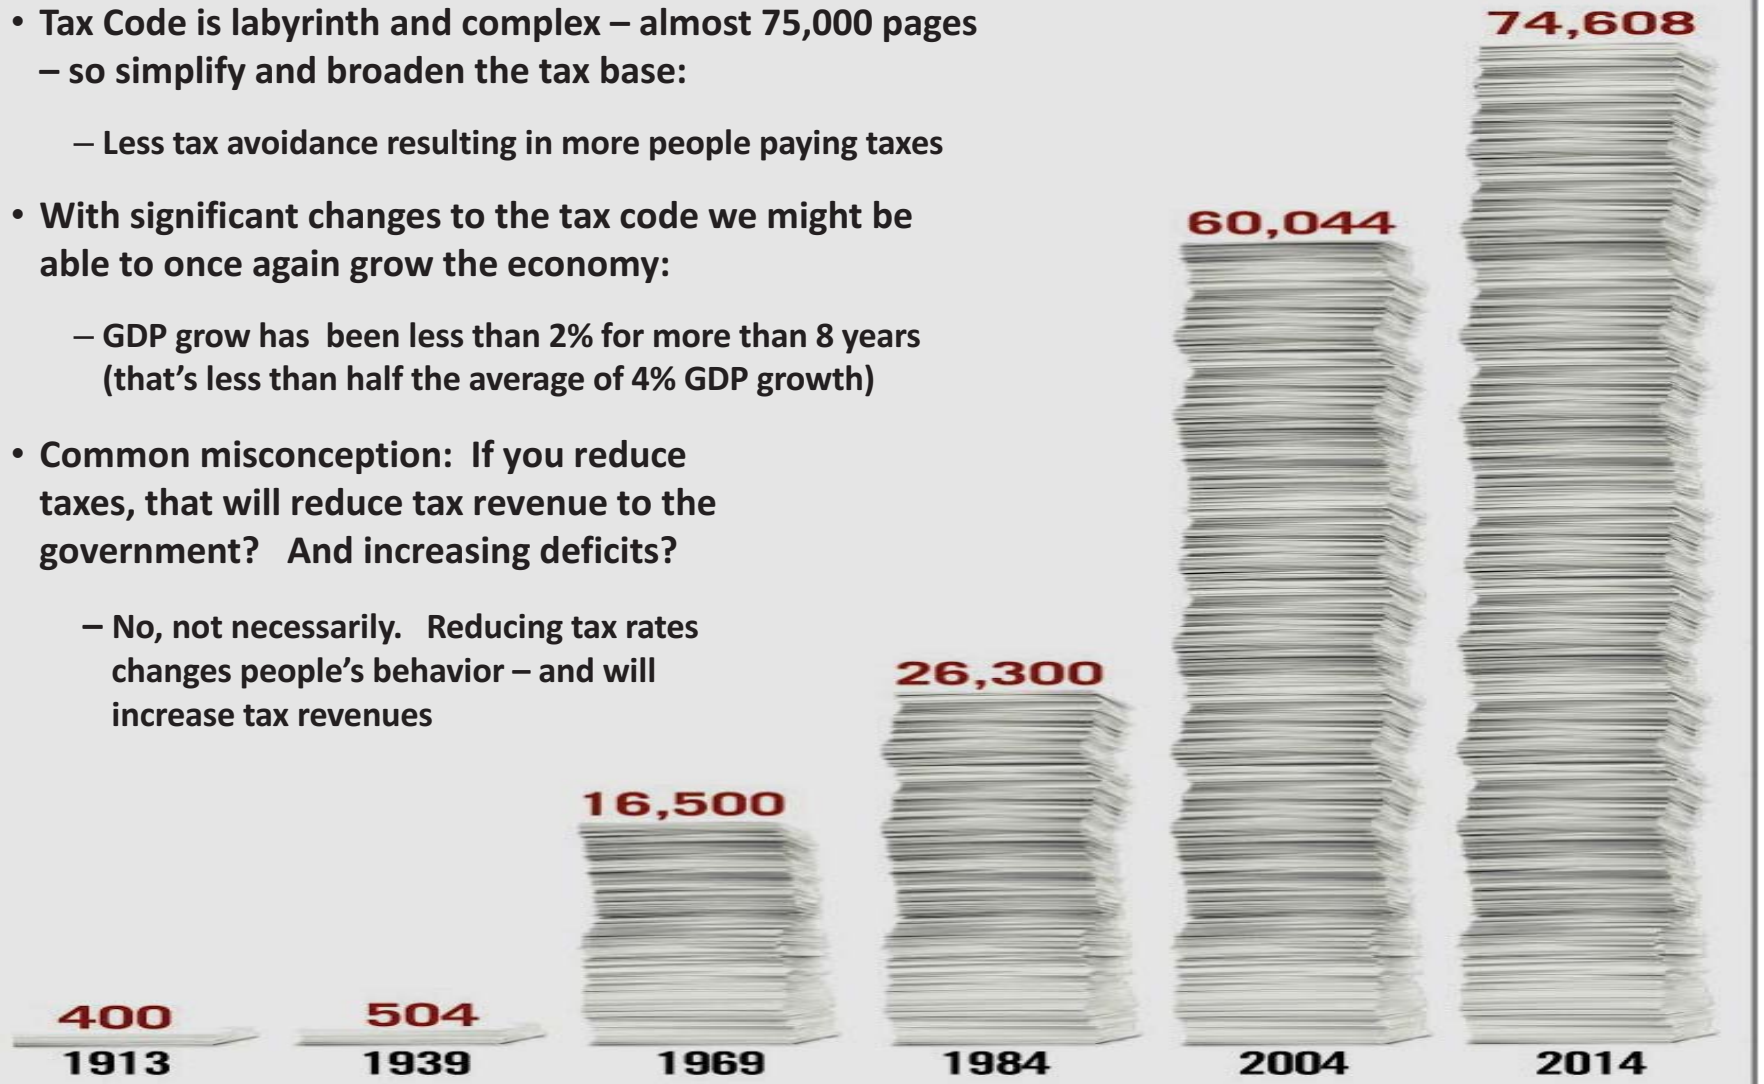 • Tax Code is labyrinth and complex – almost 75,000 pages
– so simplify and broaden the tax base:
– Less tax avoidance resulting in more people paying taxes
• With significant changes to the tax code we might be
able to once again grow the economy:
– GDP grow has  been less than 2% for more than 8 years
(that’s less than half the average of 4% GDP growth)
• Common misconception:  If you reduce
taxes, that will reduce tax revenue to the
government?   And increasing deficits?
– No, not necessarily.   Reducing tax rates
changes people’s behavior – and will
increase tax revenues
400
504
16,500
26,300
60,044
74,608
1913
1939
1969
1984
2004
2014